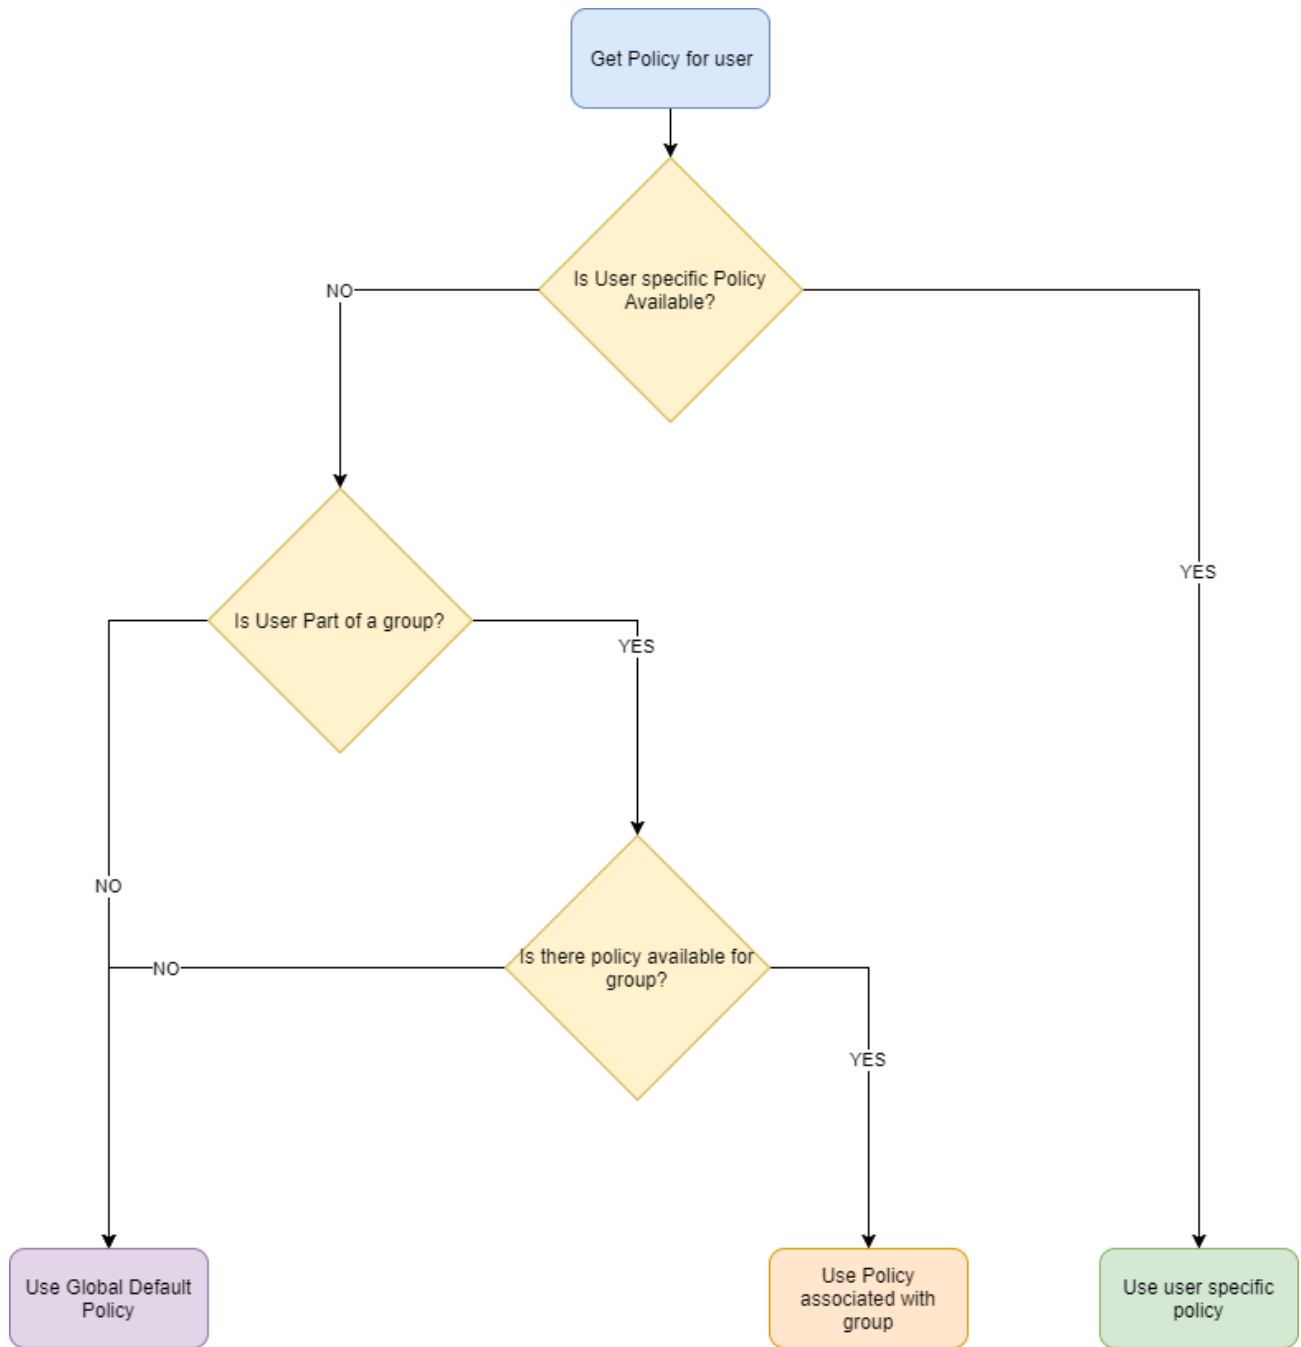 Get Policy for user
Is User specific Policy
Available?
NO
YES
Is User Part of a group?
YES
NO
Is there policy available for
group?
NO
YES
Use Global Default
Policy
Use Policy
associated with
group
Use user specific
policy